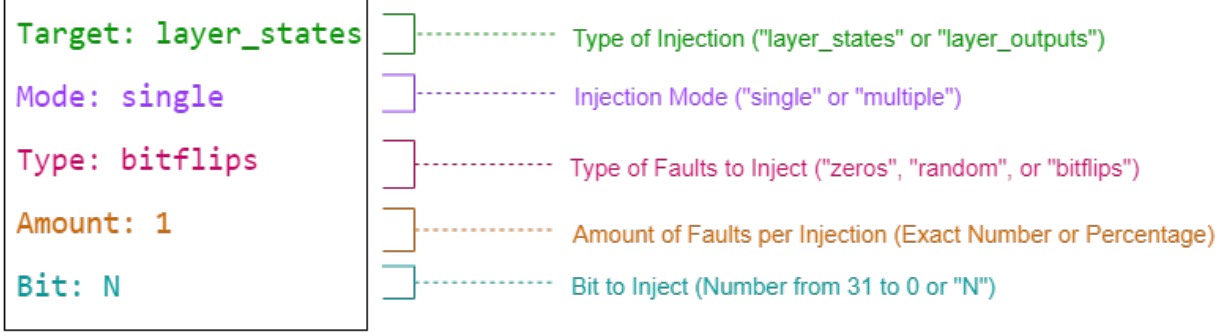 Target: layer_states
Type of Injection ("layer_states" or "layer_outputs")
Mode: single
Injection Mode ("single" or "multiple")
Type: bitflips
Type of Faults to Inject ("zeros", "random", or "bitflips")
Amount: 1
Amount of Faults per Injection (Exact Number or Percentage)
Bit: N
Bit to Inject (Number from 31 to 0 or "N")